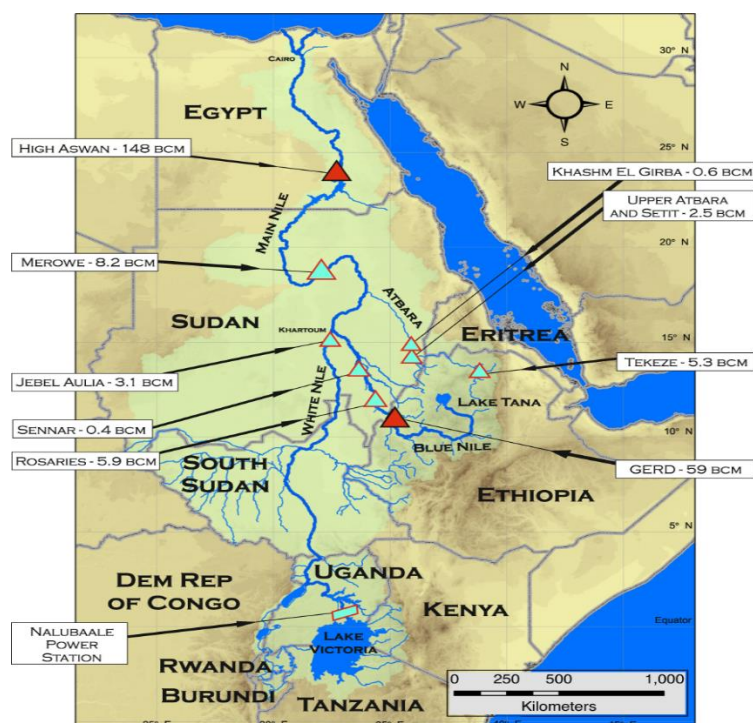 30° N
CAIRO
N
W E
S
EGYPT
25° N
HIGH ASWAN - 148 BCM
KHASHM EL GIRBA - 0.6 BCM
UPPER ATBARA
AND SETIT - 2.5 BCM
MAIN NILE
20° N
MEROWE - 8.2 BCM
ATBARA
SUDAN
KHARTOUM
ERITREA
15° N
TEKEZE - 5.3 BCM
JEBEL AULIA - 3.1 BCM
LAKE TANA
SENNAR - 0.4 BCM
WHITE NILE
10° N
ROSARIES - 5.9 BCM
BLUE NILE
SOUTH
SUDAN
GERD - 59 BCM
ETHIOPIA
5° N
UGANDA
DEM REP
OF CONGO
KENYA
NALUBAALE
POWER
STATION
LAKE
VICTORIA
Equator
RWANDA
BURUNDI
TANZANIA
0 250 500 1,000
Kilometers